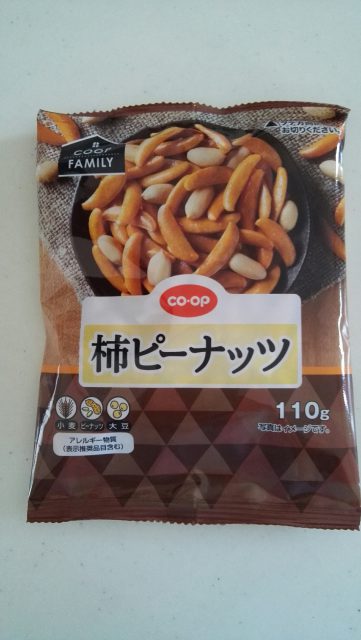 お切りください。
COOP
FAMILY
CO·OP
柿ピーナッツ
小麦 ピーナッツ 大豆
アレルギー物質
(表示推奨品目含む)
110g
写真はイメージです。